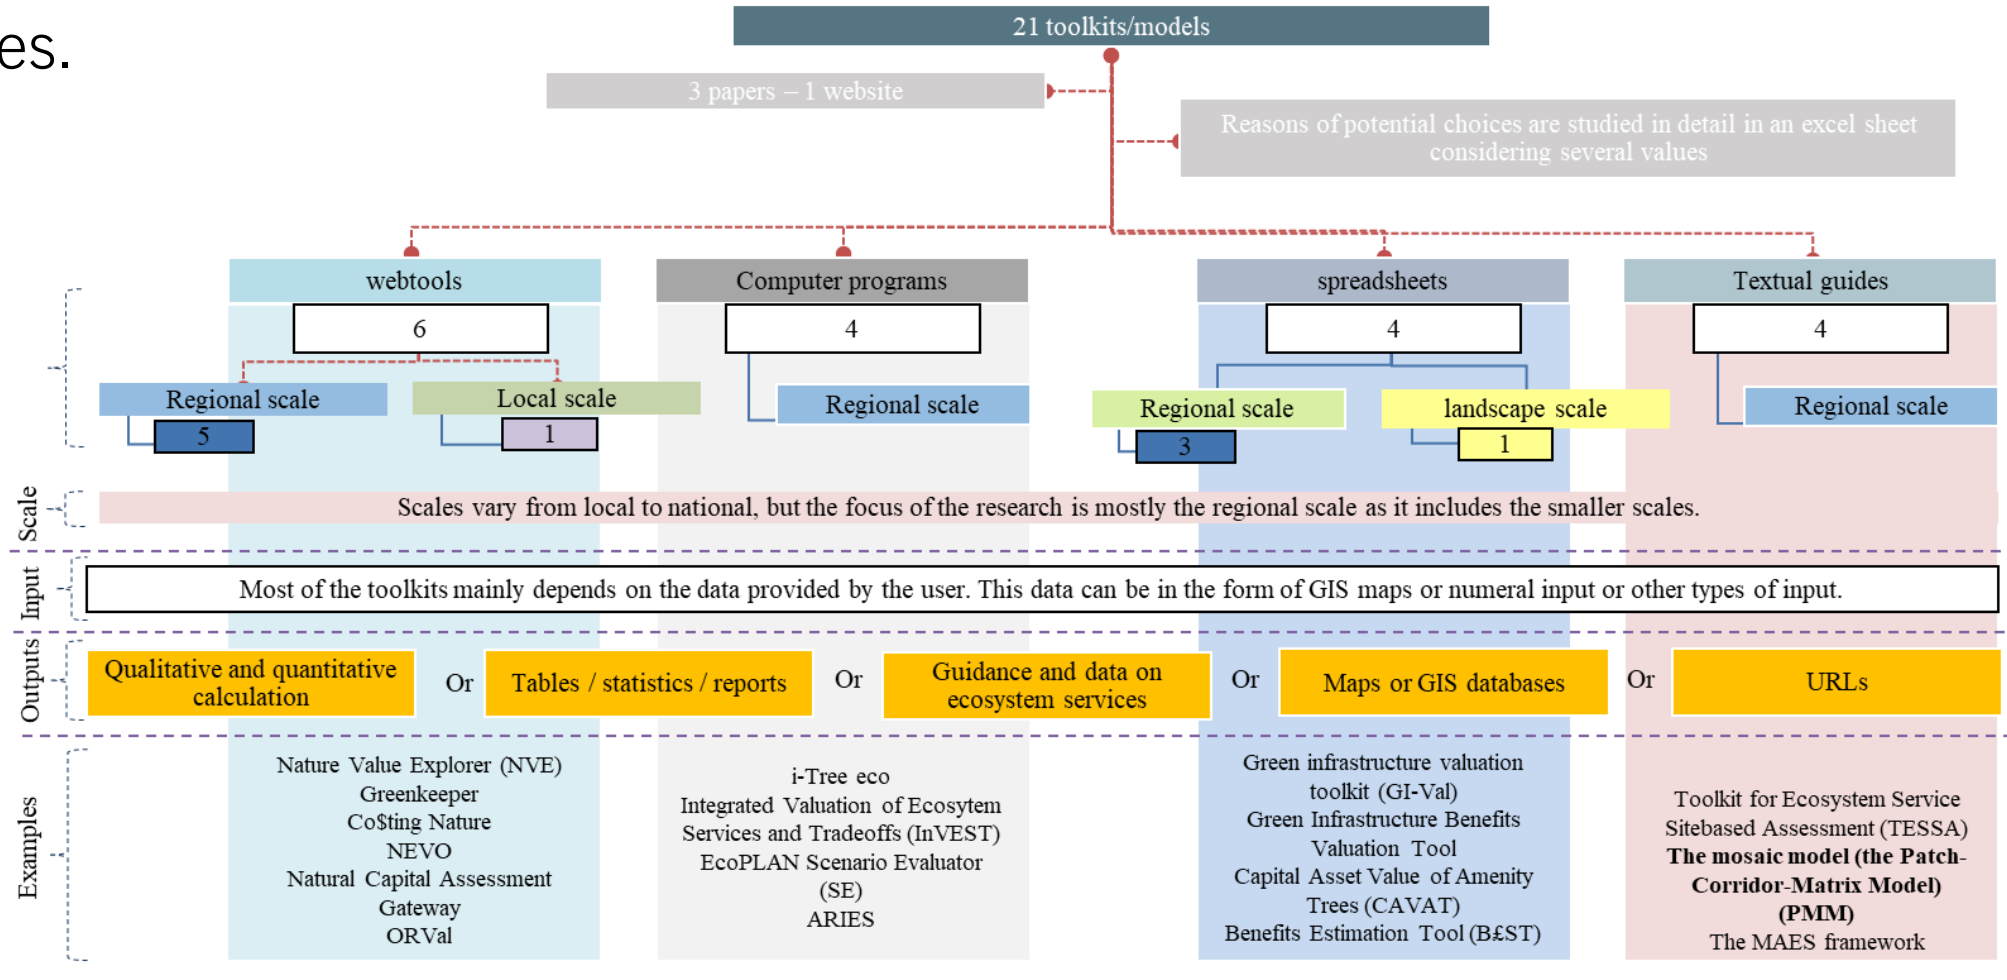 es.
21 toolkits/models
3 papers – 1 website
Reasons of potential choices are studied in detail in an excel sheet
considering several values
webtools
6
Regional scale
5
Local scale
1
Computer programs
4
Regional scale
spreadsheets
4
Regional scale
3
landscape scale
1
Textual guides
4
Regional scale
Scale
Scales vary from local to national, but the focus of the research is mostly the regional scale as it includes the smaller scales.
Input
Most of the toolkits mainly depends on the data provided by the user. This data can be in the form of GIS maps or numeral input or other types of input.
Outputs
Qualitative and quantitative
calculation
Or
Tables / statistics / reports
Or
Guidance and data on
ecosystem services
Or
Maps or GIS databases
Or
URLs
Examples
Nature Value Explorer (NVE)
Greenkeeper
Co$ting Nature
NEVO
Natural Capital Assessment
Gateway
ORVal
i-Tree eco
Integrated Valuation of Ecosytem
Services and Tradeoffs (InVEST)
EcoPLAN Scenario Evaluator
(SE)
ARIES
Green infrastructure valuation
toolkit (GI-Val)
Green Infrastructure Benefits
Valuation Tool
Capital Asset Value of Amenity
Trees (CAVAT)
Benefits Estimation Tool (B£ST)
Toolkit for Ecosystem Service
Sitebased Assessment (TESSA)
The mosaic model (the Patch-
Corridor-Matrix Model)
(PMM)
The MAES framework